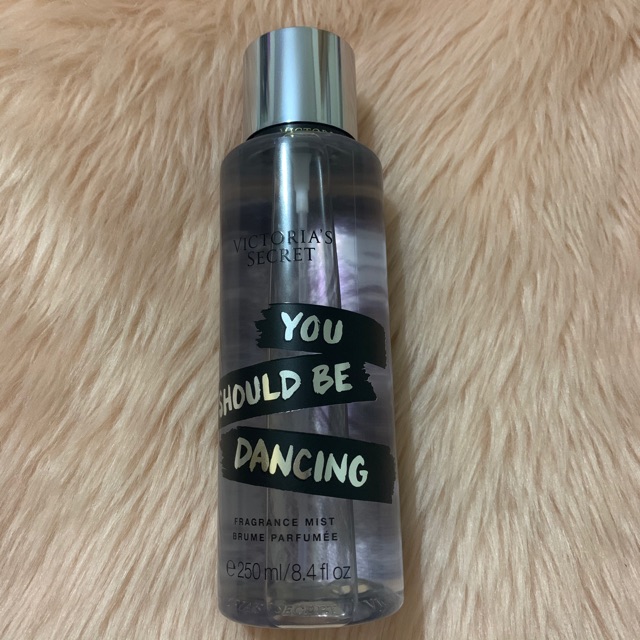 VICTORIA'S
SECRET
YOU
SHOULD BE
DANCING
FRAGRANCE MIST
BRUME PARFUMÉE
e 250 ml/8.4 fl oz